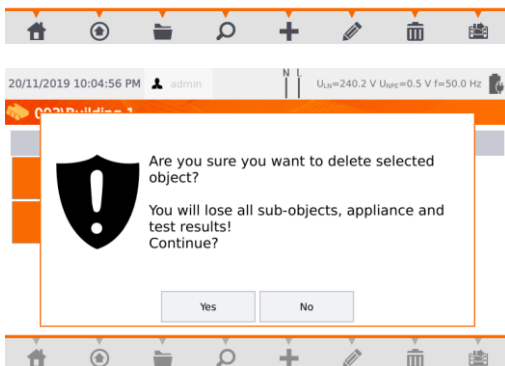 20/11/2019 10:04:56 PM admin N L ULN=240.2 V UNPE=0.5 V f=50.0 Hz
Are you sure you want to delete selected
object?
You will lose all sub-objects, appliance and
test results!
Continue?
Yes No